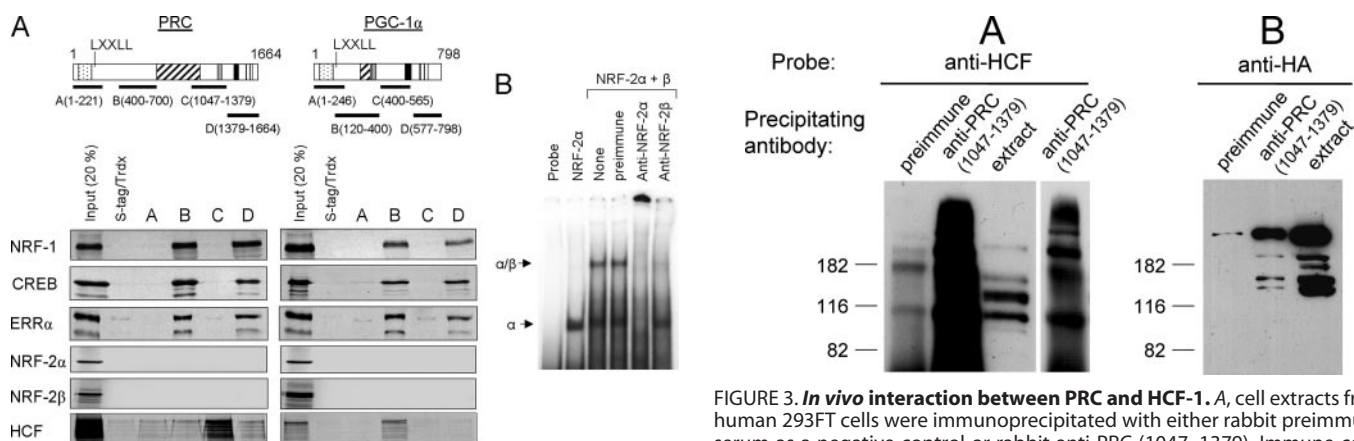 A
PRC
PGC-1α
1
LXXLL
1664
1
LXXLL
798
A(1-221)
B(400-700)
C(1047-1379)
D(1379-1664)
A(1-246)
C(400-565)
B(120-400)
D(577-798)
Input (20 %)
S-tag/Trdx
A
B
C
D
Input (20 %)
S-tag/Trdx
A
B
C
D
NRF-1
CREB
ERRα
NRF-2α
NRF-2β
HCF
B
NRF-2α + β
Probe
NRF-2α
None
preimmune
Anti-NRF-2α
Anti-NRF-2β
α/β
α
A
Probe:
anti-HCF
Precipitating
antibody:
preimmune
anti-PRC
(1047-1379)
extract
anti-PRC
(1047-1379)
182
116
82
B
anti-HA
preimmune
anti-PRC
(1047-1379)
extract
182
116
82
FIGURE 3. In vivo interaction between PRC and HCF-1. A, cell extracts
human 293FT cells were immunoprecipitated with either rabbit